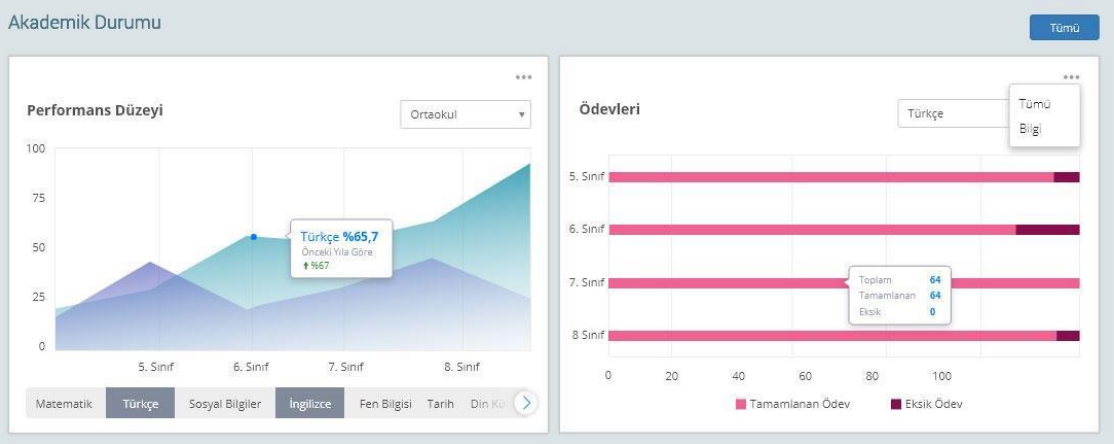 Akademik Durumu
Tümü
Performans Düzeyi
Ortaokul
100
75
50
25
0
Türkçe %65,7
Önceki Yıla Göre
%67
5. Sınıf 6. Sınıf 7. Sınıf 8. Sınıf
Matematik Türkçe Sosyal Bilgiler İngilizce Fen Bilgisi Tarih Din
Ödevleri
Türkçe
Tümü
Bilgi
5. Sınıf
6. Sınıf
7. Sınıf
8 Sınıf
Toplam 64
Tamamlanan 64
Eksik 0
0 20 40 60 80 100
Tamamlanan Ödev Eksik Ödev